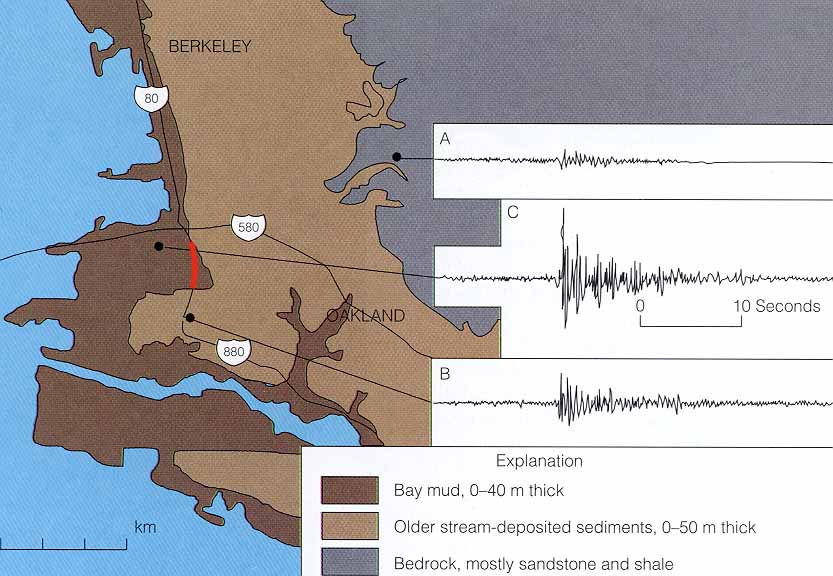 BERKELEY
80
A
C
580
0 10 Seconds
OAKLAND
880
B
Explanation
Bay mud, 0–40 m thick
km
Older stream-deposited sediments, 0–50 m thick
Bedrock, mostly sandstone and shale